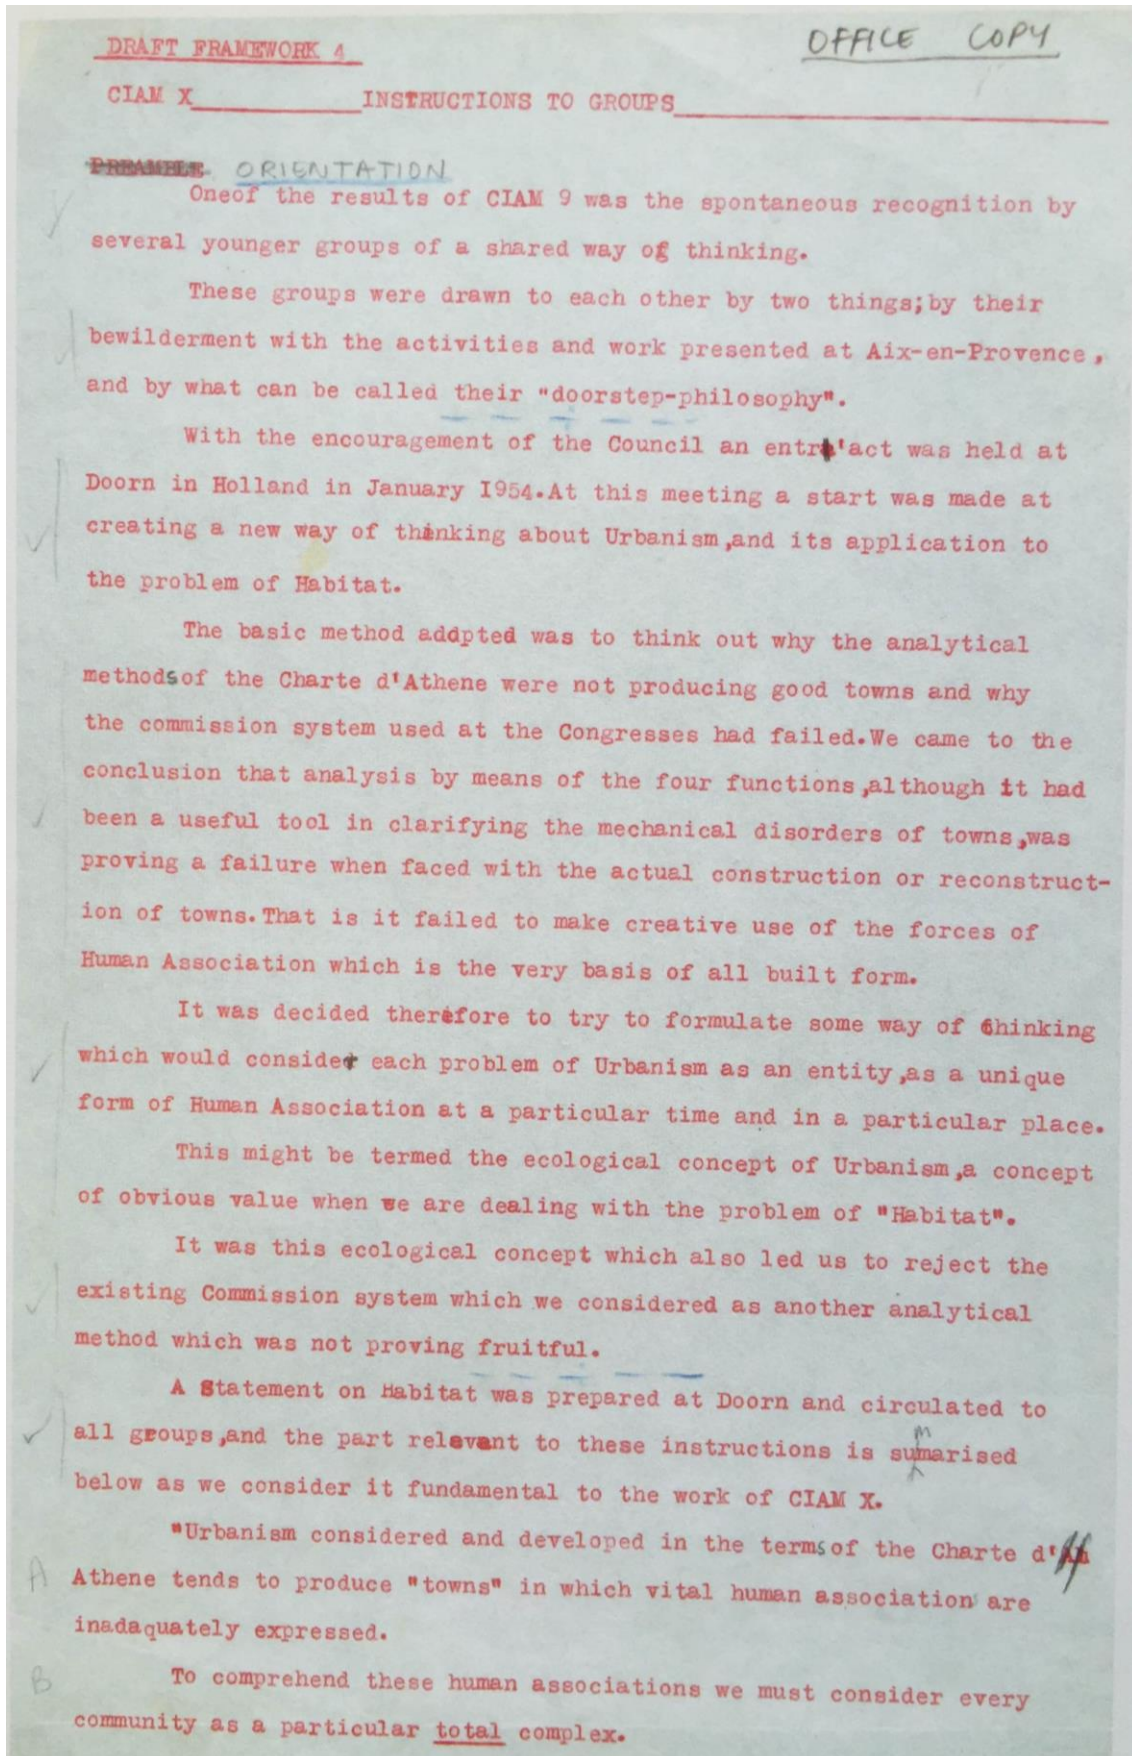 OFFICE COPY
DRAFT FRAMEWORK 4
CIAM X INSTRUCTIONS TO GROUPS
PREAMBLE. ORIENTATION
Oneof the results of CIAM 9 was the spontaneous recognition by
several younger groups of a shared way of thinking.
These groups were drawn to each other by two things;by their
bewilderment with the activities and work presented at Aix-en-Provence,
and by what can be called their "doorstep-philosophy".
With the encouragement of the Council an entr'act was held at
Doorn in Holland in January I954.At this meeting a start was made at
creating a new way of thinking about Urbanism,and its application to
the problem of Habitat.
The basic method addpted was to think out why the analytical
methodsof the Charte d'Athene were not producing good towns and why
the commission system used at the Congresses had failed.We came to the
conclusion that analysis by means of the four functions,although it had
been a useful tool in clarifying the mechanical disorders of towns,was
proving a failure when faced with the actual construction or reconstruct-
ion of towns.That is it failed to make creative use of the forces of
Human Association which is the very basis of all built form.
It was decided therefore to try to formulate some way of thinking
which would consider each problem of Urbanism as an entity,as a unique
form of Human Association at a particular time and in a particular place.
This might be termed the ecological concept of Urbanism,a concept
of obvious value when we are dealing with the problem of "Habitat".
It was this ecological concept which also led us to reject the
existing Commission system which we considered as another analytical
method which was not proving fruitful.
A Statement on Habitat was prepared at Doorn and circulated to
all groups,and the part relevant to these instructions is summarised
below as we consider it fundamental to the work of CIAM X.
"Urbanism considered and developed in the termsof the Charte d'
A Athene tends to produce "towns" in which vital human association are
inadaquately expressed.
B To comprehend these human associations we must consider every
community as a particular total complex.